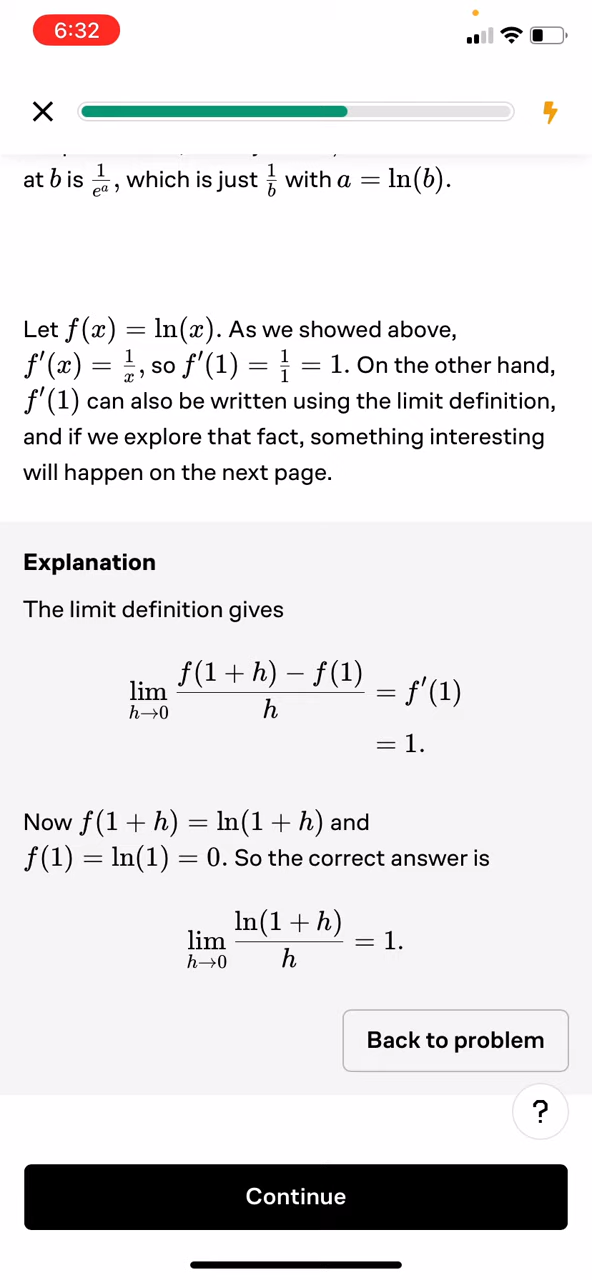 6:32
at b is 1/eᵃ, which is just 1/b with a = ln(b).
Let f(x) = ln(x). As we showed above,
f′(x) = 1/x, so f′(1) = 1/1 = 1. On the other hand,
f′(1) can also be written using the limit definition,
and if we explore that fact, something interesting
will happen on the next page.
Explanation
The limit definition gives
lim h→0 (f(1 + h) − f(1))/h = f′(1)
= 1.
Now f(1 + h) = ln(1 + h) and
f(1) = ln(1) = 0. So the correct answer is
lim h→0 ln(1 + h)/h = 1.
Back to problem
?
Continue